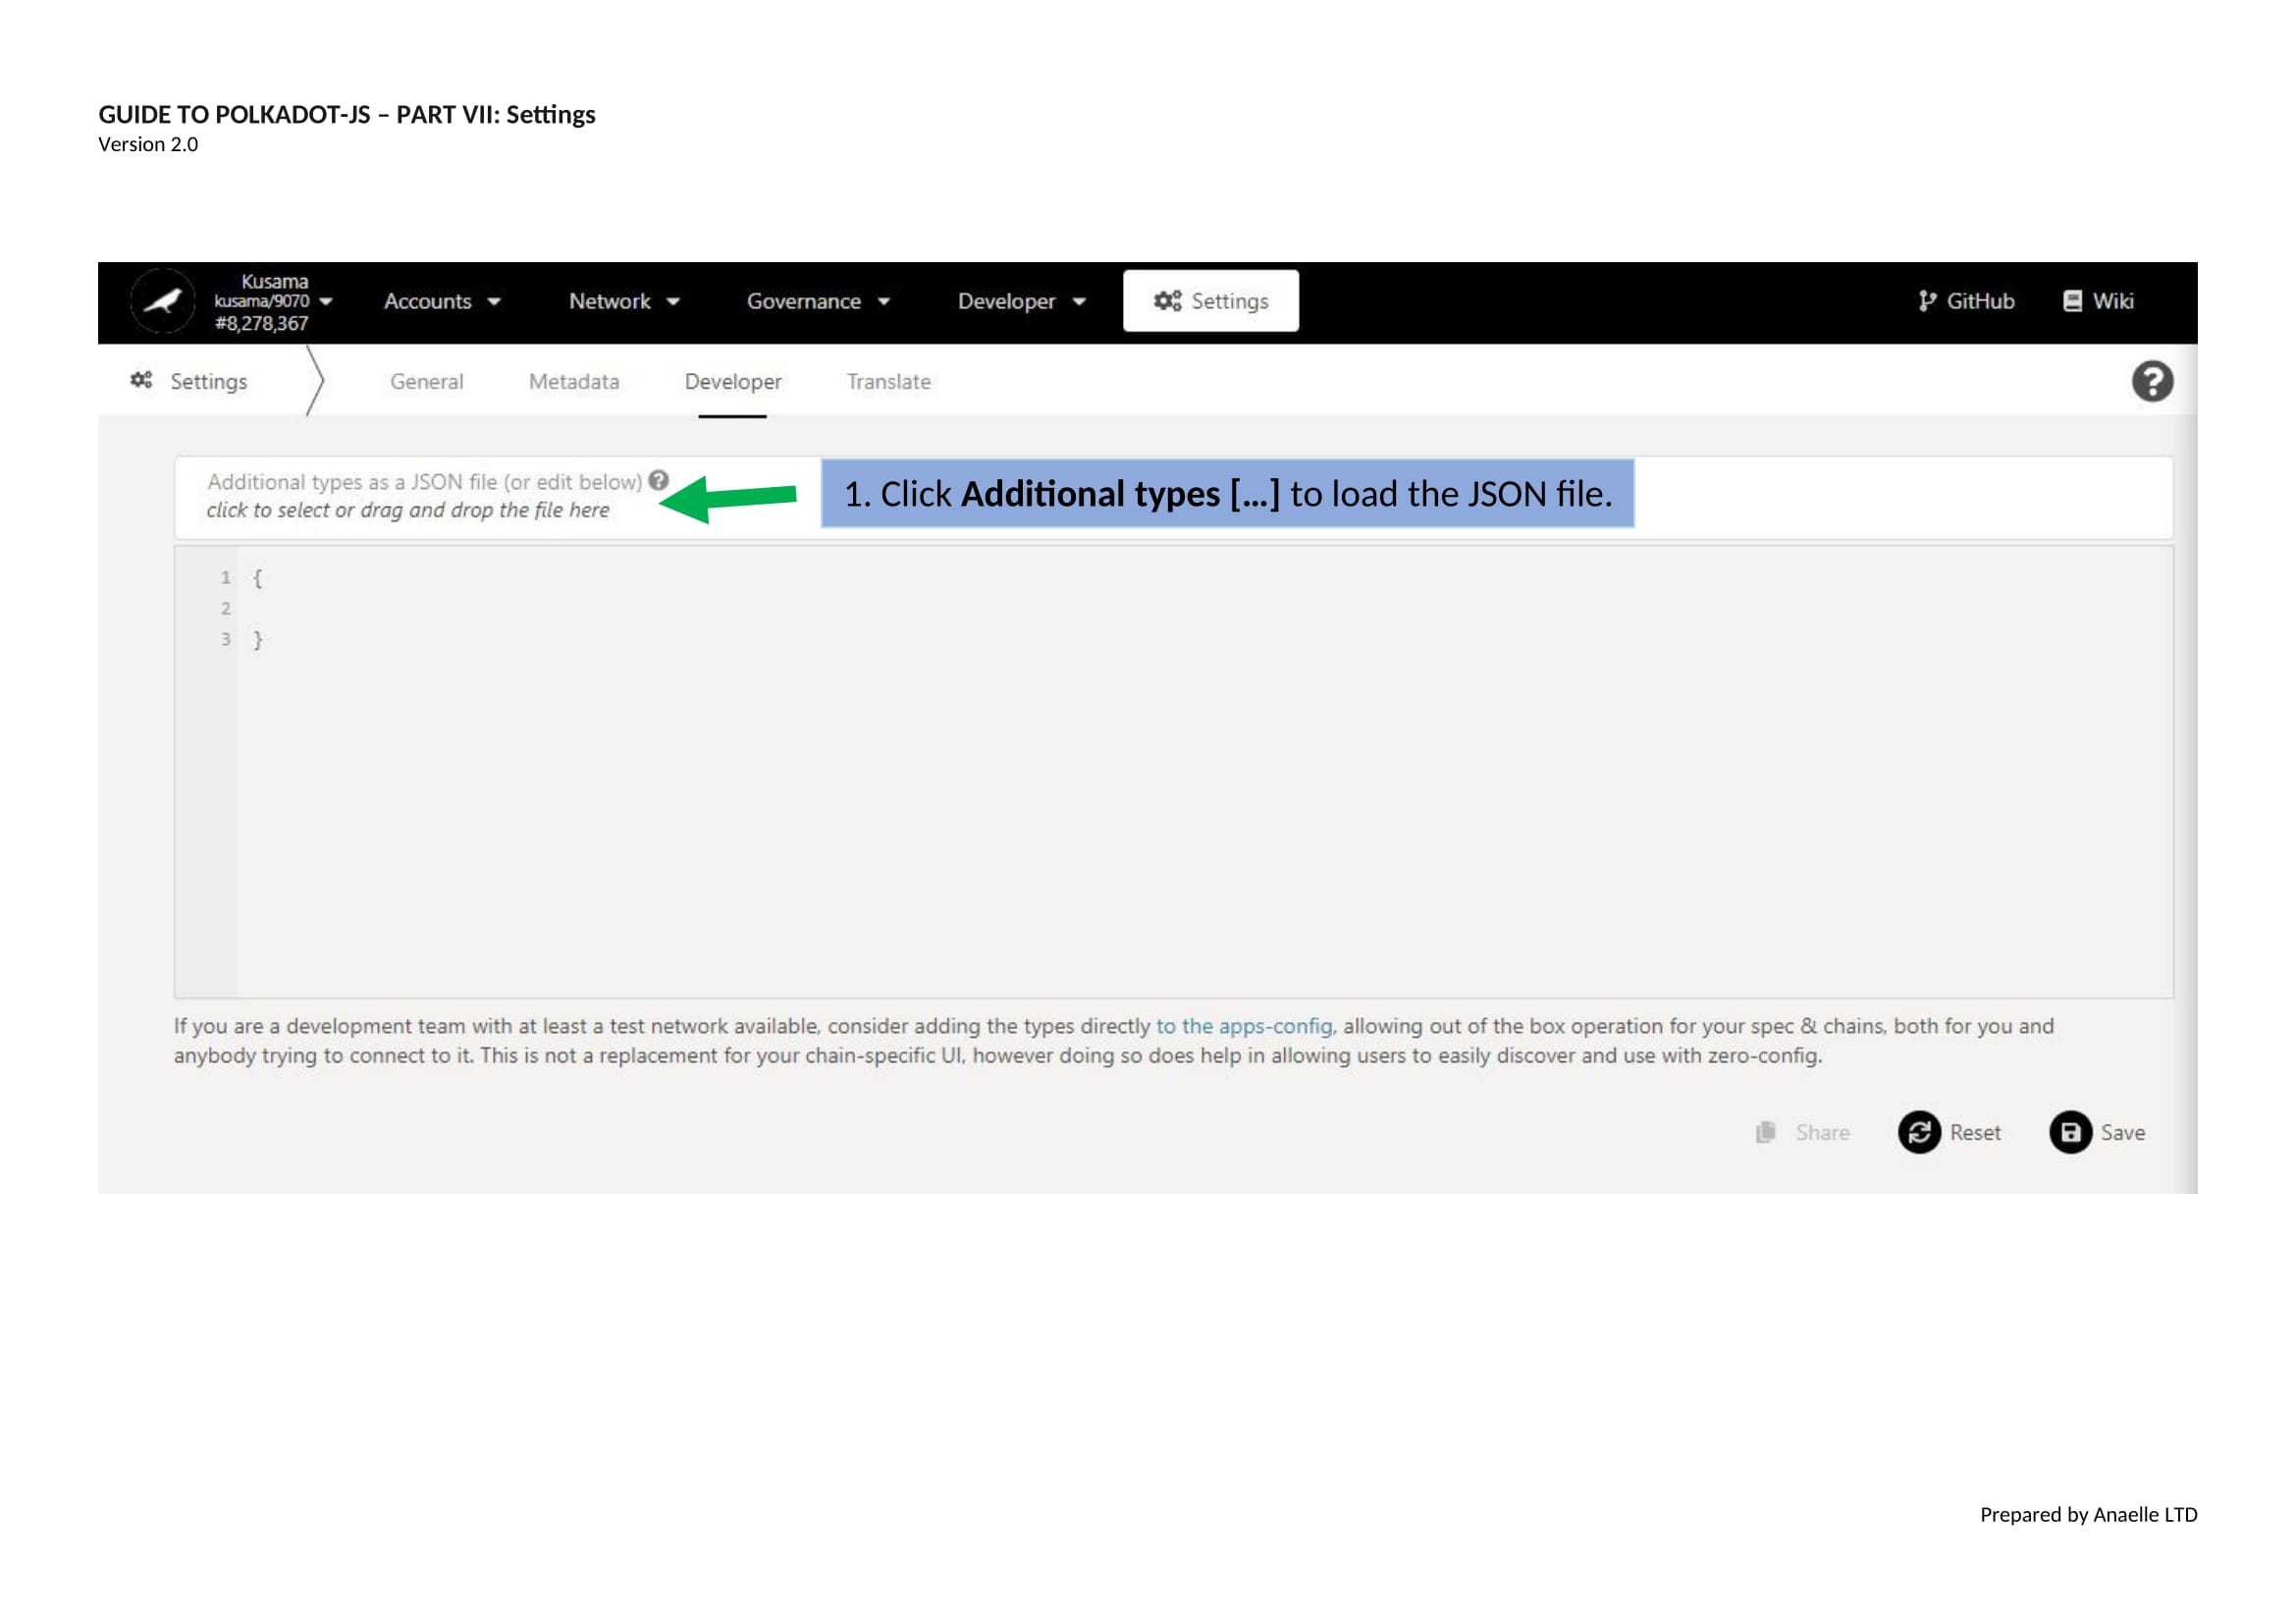 GUIDE TO POLKADOT-JS – PART VII: Settings
Version 2.0
Kusama
kusama/9070
#8,278,367
Accounts
Network
Governance
Developer
Settings
GitHub
Wiki
Settings
General
Metadata
Developer
Translate
Additional types as a JSON file (or edit below)
click to select or drag and drop the file here
1. Click Additional types [...] to load the JSON file.
1 {
2
3 }
If you are a development team with at least a test network available, consider adding the types directly to the apps-config, allowing out of the box operation for your spec & chains, both for you and
anybody trying to connect to it. This is not a replacement for your chain-specific UI, however doing so does help in allowing users to easily discover and use with zero-config.
Share
Reset
Save
Prepared by Anaelle LTD